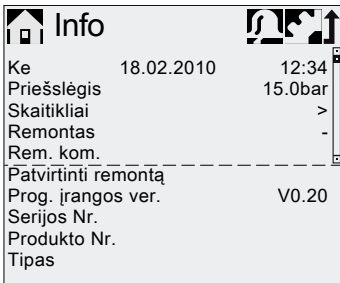 Info
Ke 18.02.2010 12:34
Priešslėgis 15.0bar
Skaitikliai >
Remontas -
Rem. kom.
Patvirtinti remontą
Prog. įrangos ver. V0.20
Serijos Nr.
Produkto Nr.
Tipas